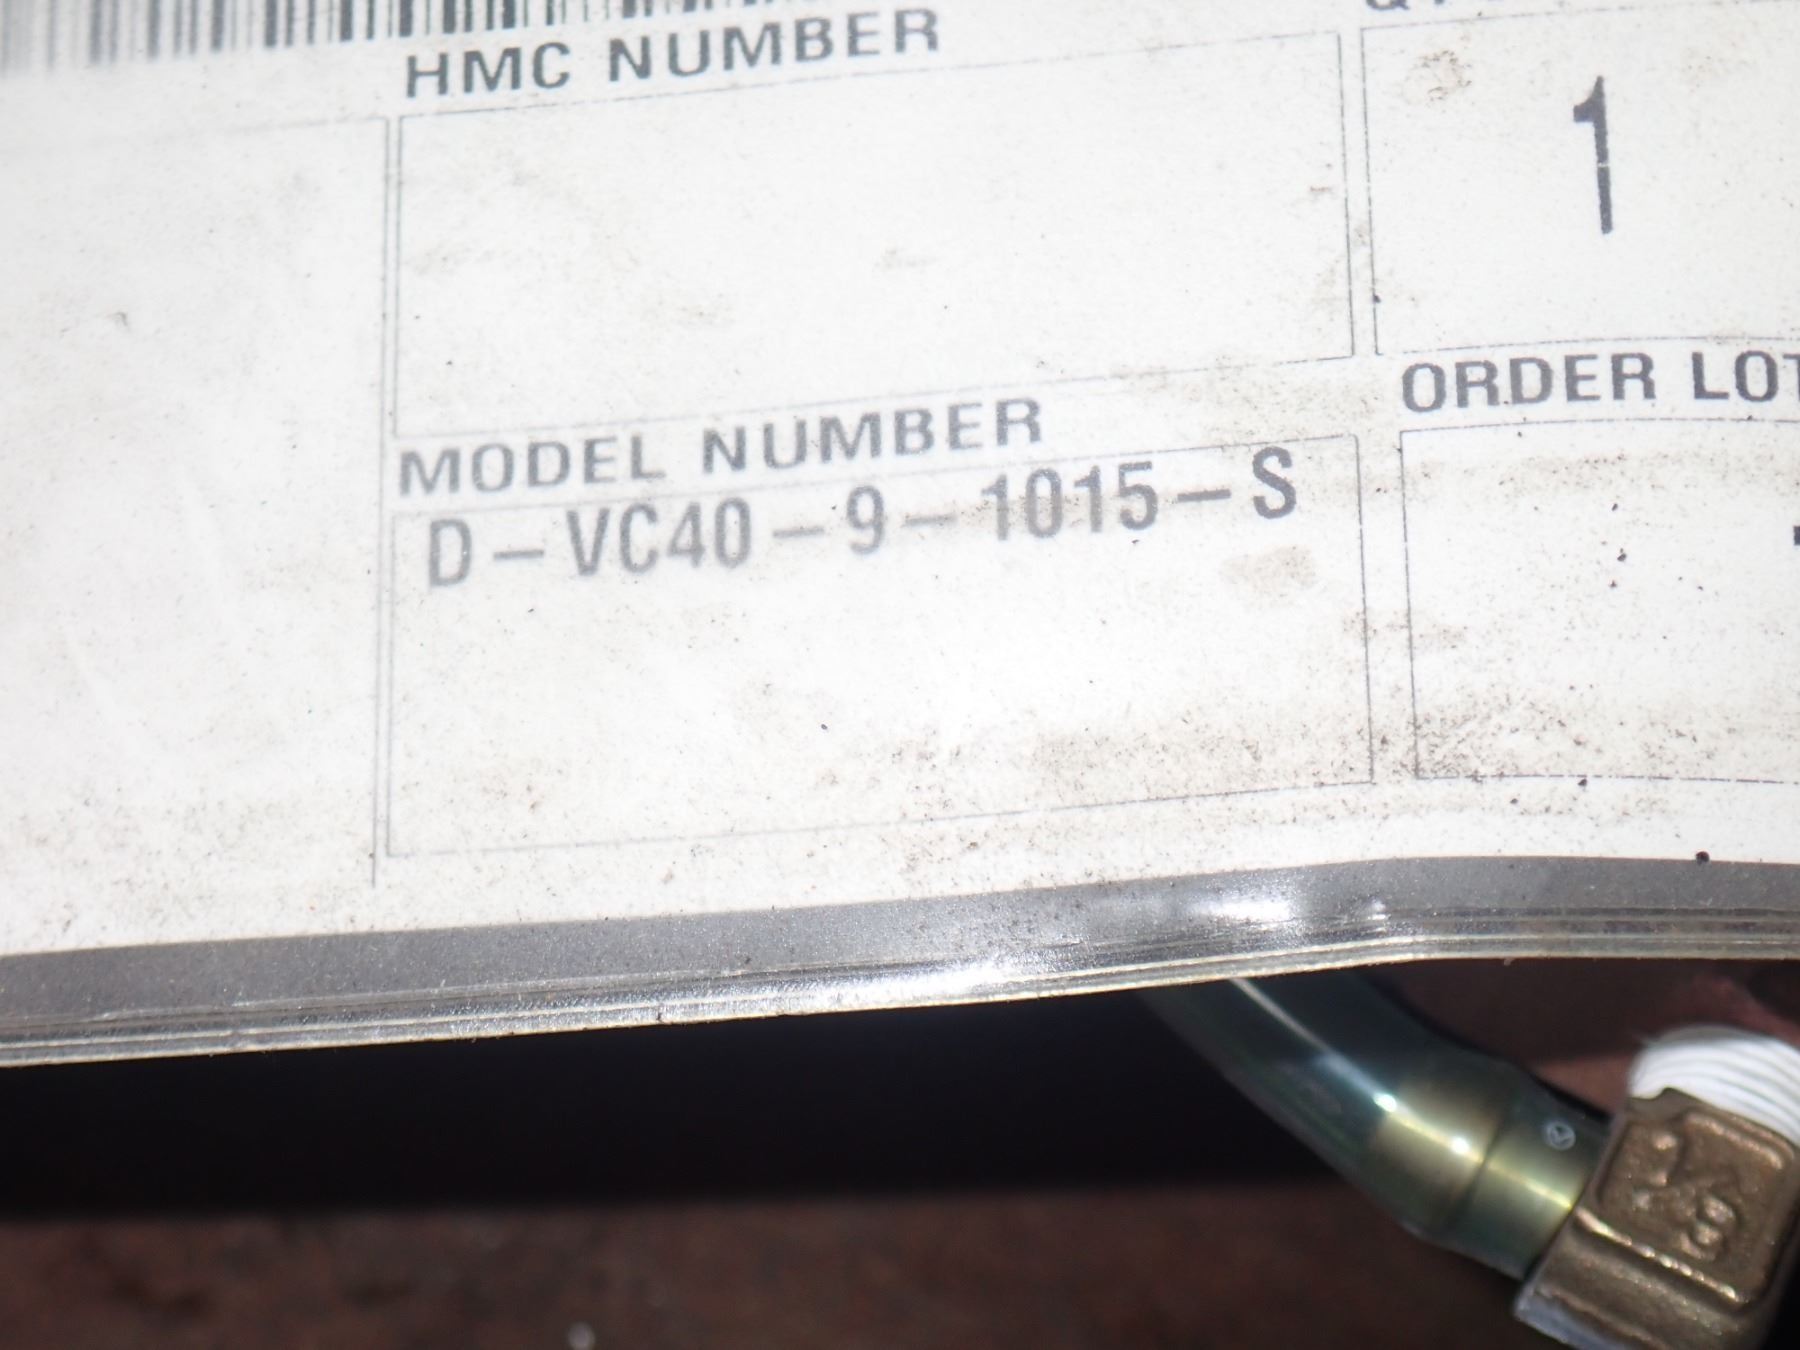 HMC NUMBER
1
MODEL NUMBER
D-VC40-9-1015-S
ORDER LOT